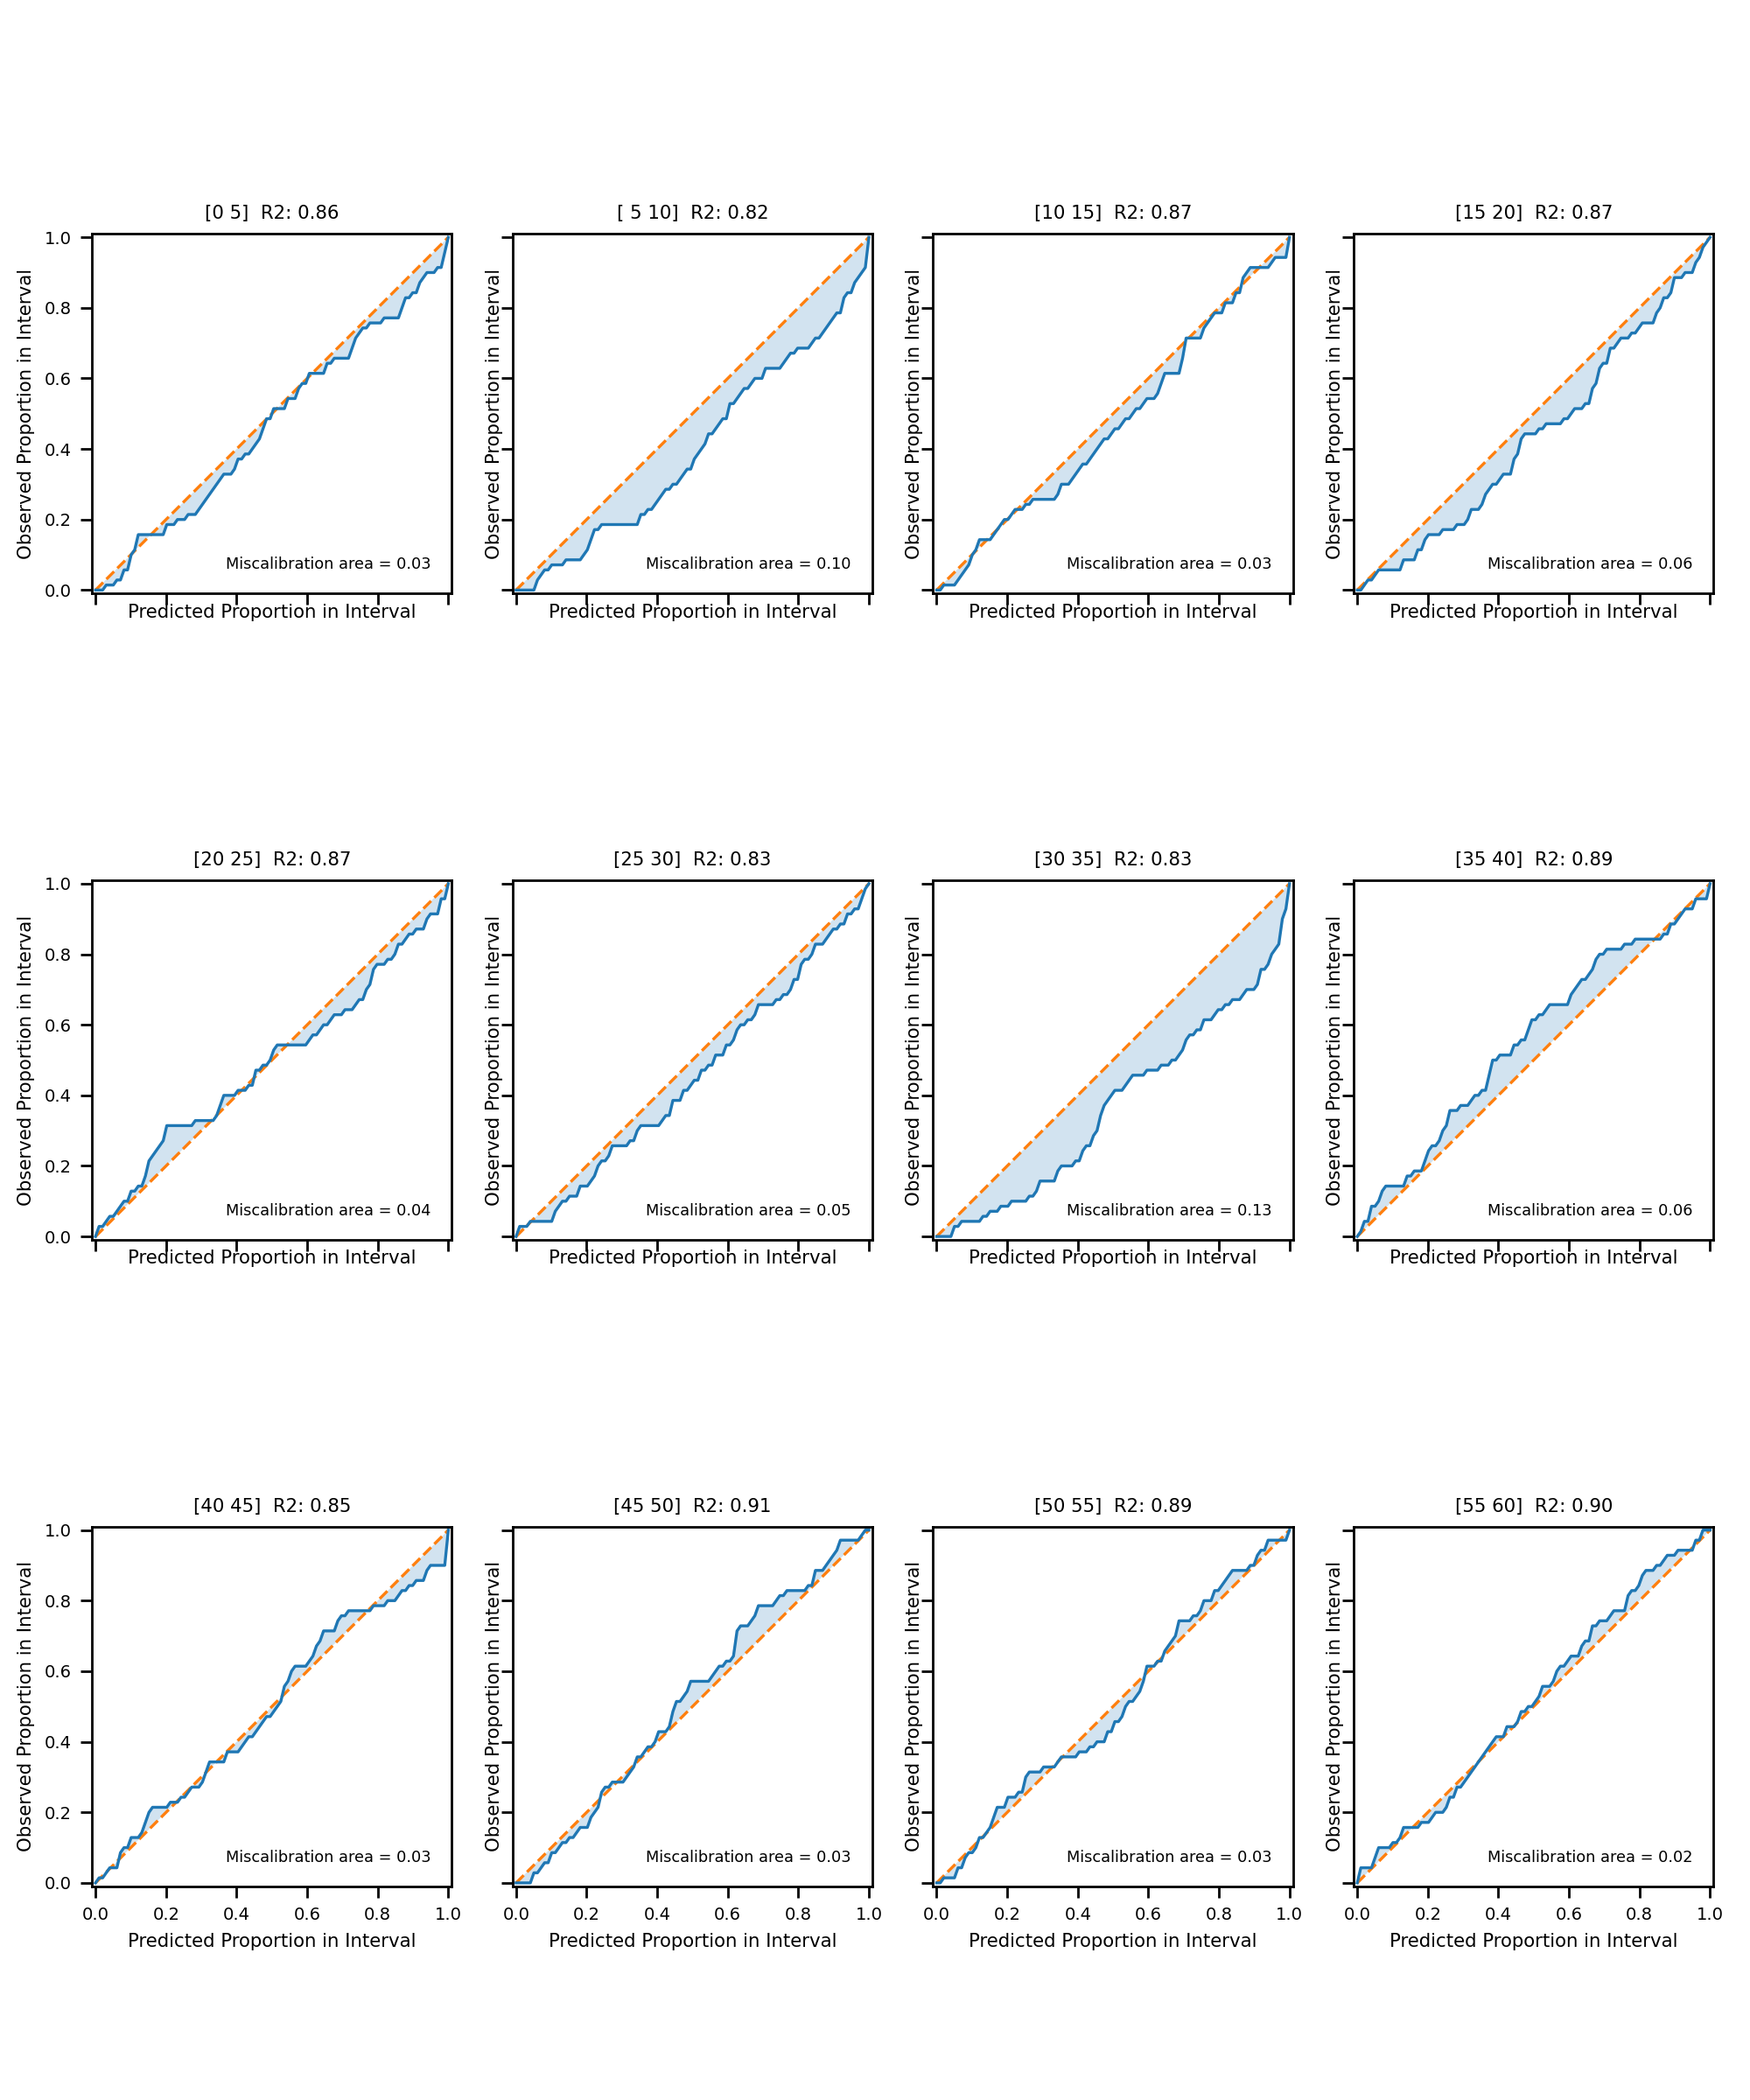 [0 5]  R2: 0.86
[ 5 10]  R2: 0.82
[10 15]  R2: 0.87
[15 20]  R2: 0.87
1.0
0.8
0.6
0.4
0.2
0.0
Observed Proportion in Interval
Observed Proportion in Interval
Observed Proportion in Interval
Observed Proportion in Interval
Miscalibration area = 0.03
Miscalibration area = 0.10
Miscalibration area = 0.03
Miscalibration area = 0.06
Predicted Proportion in Interval
Predicted Proportion in Interval
Predicted Proportion in Interval
Predicted Proportion in Interval
[20 25]  R2: 0.87
[25 30]  R2: 0.83
[30 35]  R2: 0.83
[35 40]  R2: 0.89
1.0
0.8
0.6
0.4
0.2
0.0
Observed Proportion in Interval
Observed Proportion in Interval
Observed Proportion in Interval
Observed Proportion in Interval
Miscalibration area = 0.04
Miscalibration area = 0.05
Miscalibration area = 0.13
Miscalibration area = 0.06
Predicted Proportion in Interval
Predicted Proportion in Interval
Predicted Proportion in Interval
Predicted Proportion in Interval
[40 45]  R2: 0.85
[45 50]  R2: 0.91
[50 55]  R2: 0.89
[55 60]  R2: 0.90
1.0
0.8
0.6
0.4
0.2
0.0
Observed Proportion in Interval
Observed Proportion in Interval
Observed Proportion in Interval
Observed Proportion in Interval
Miscalibration area = 0.03
Miscalibration area = 0.03
Miscalibration area = 0.03
Miscalibration area = 0.02
0.0 0.2 0.4 0.6 0.8 1.0
0.0 0.2 0.4 0.6 0.8 1.0
0.0 0.2 0.4 0.6 0.8 1.0
0.0 0.2 0.4 0.6 0.8 1.0
Predicted Proportion in Interval
Predicted Proportion in Interval
Predicted Proportion in Interval
Predicted Proportion in Interval